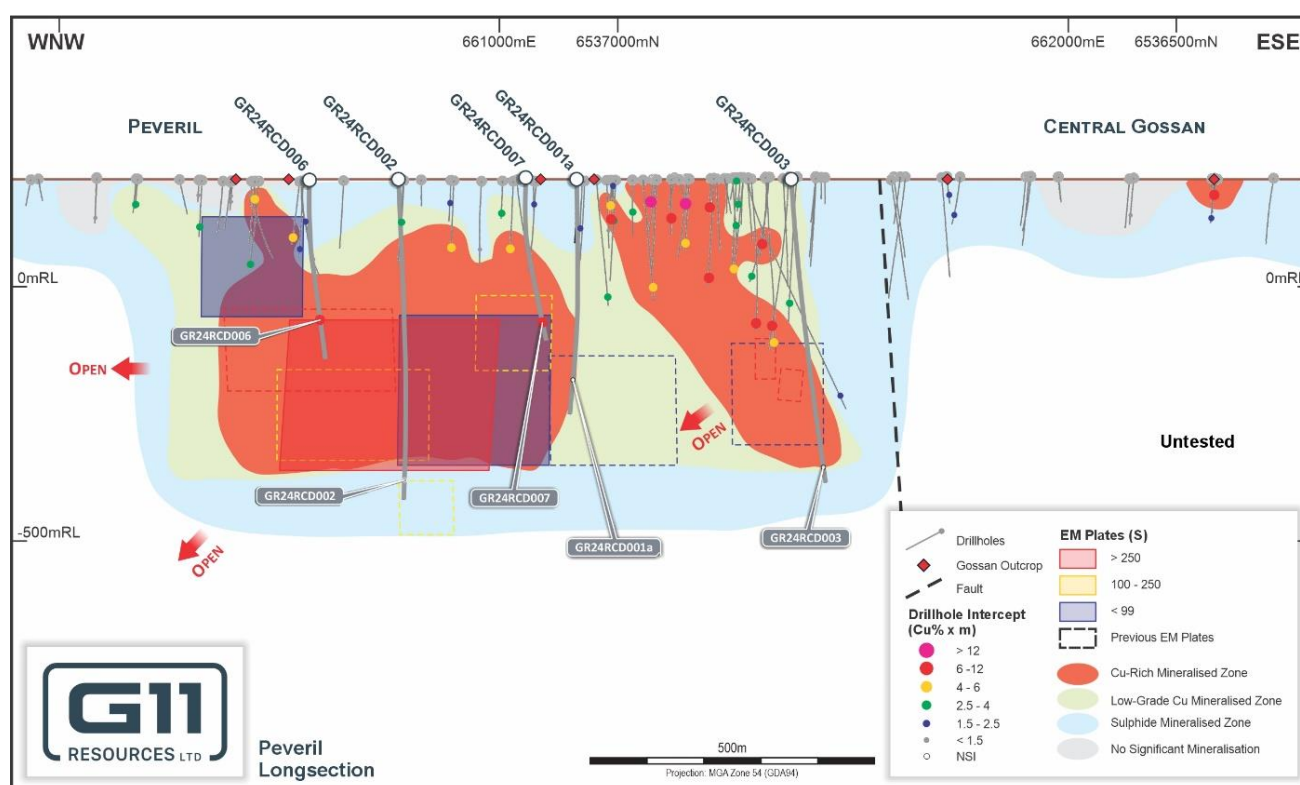 WNW
661000mE
6537000mN
662000mE
6536500mN
ESE
PEVERIL
GR24RCD006
GR24RCD002
GR24RCD007
GR24RCD001a
GR24RCD003
CENTRAL GOSSAN
0mRL
0mRL
GR24RCD006
OPEN
OPEN
Untested
GR24RCD002
GR24RCD007
GR24RCD001a
GR24RCD003
-500mRL
OPEN
Drillholes
Gossan Outcrop
Fault
Drillhole Intercept
(Cu% x m)
> 12
6 -12
4 - 6
2.5 - 4
1.5 - 2.5
< 1.5
NSI
EM Plates (S)
> 250
100 - 250
< 99
Previous EM Plates
Cu-Rich Mineralised Zone
Low-Grade Cu Mineralised Zone
Sulphide Mineralised Zone
No Significant Mineralisation
G11
RESOURCES LTD
Peveril
Longsection
500m
Projection: MGA Zone 54 (GDA94)